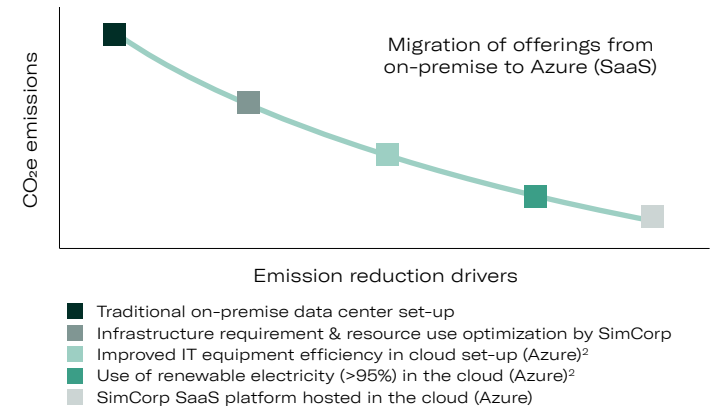 Migration of offerings from
on-premise to Azure (SaaS)
CO₂e emissions
Emission reduction drivers
Traditional on-premise data center set-up
Infrastructure requirement & resource use optimization by SimCorp
Improved IT equipment efficiency in cloud set-up (Azure)²
Use of renewable electricity (>95%) in the cloud (Azure)²
SimCorp SaaS platform hosted in the cloud (Azure)